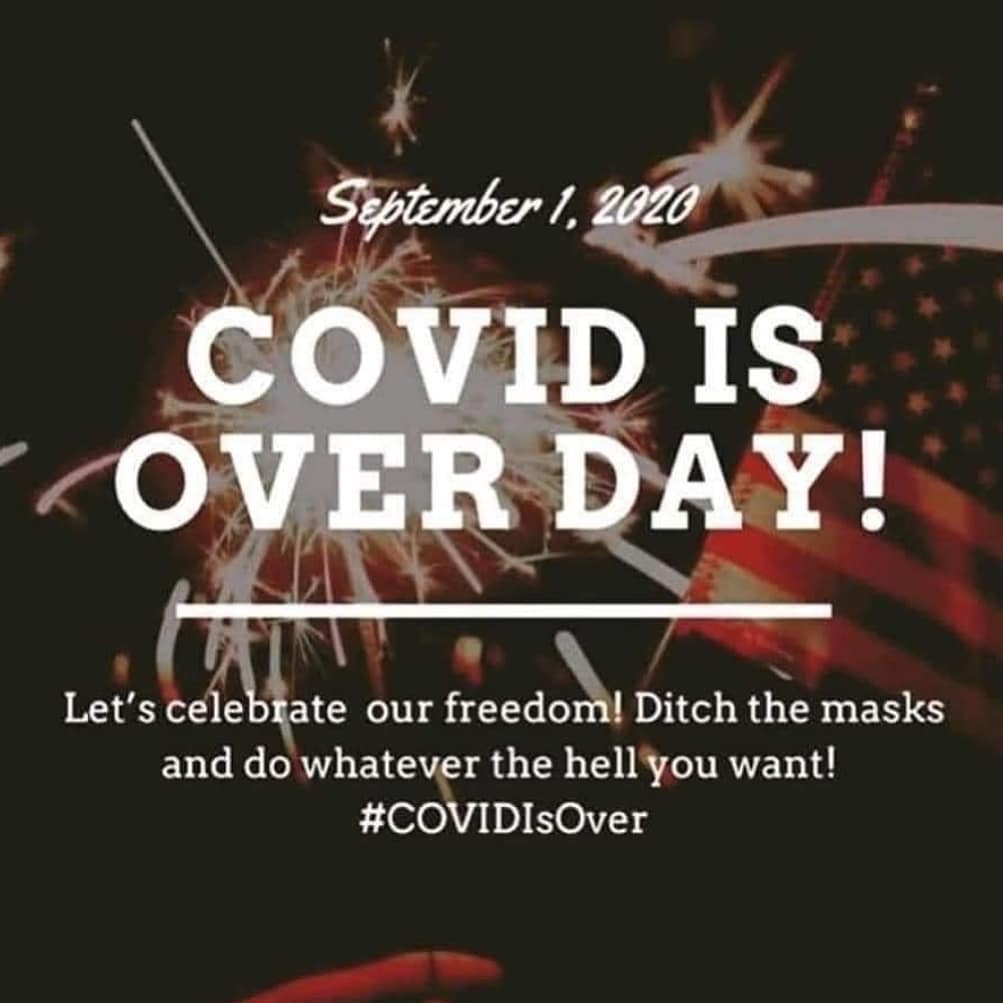 September 1, 2020
COVID IS
OVER DAY!
Let's celebrate our freedom! Ditch the masks
and do whatever the hell you want!
#COVIDIsOver